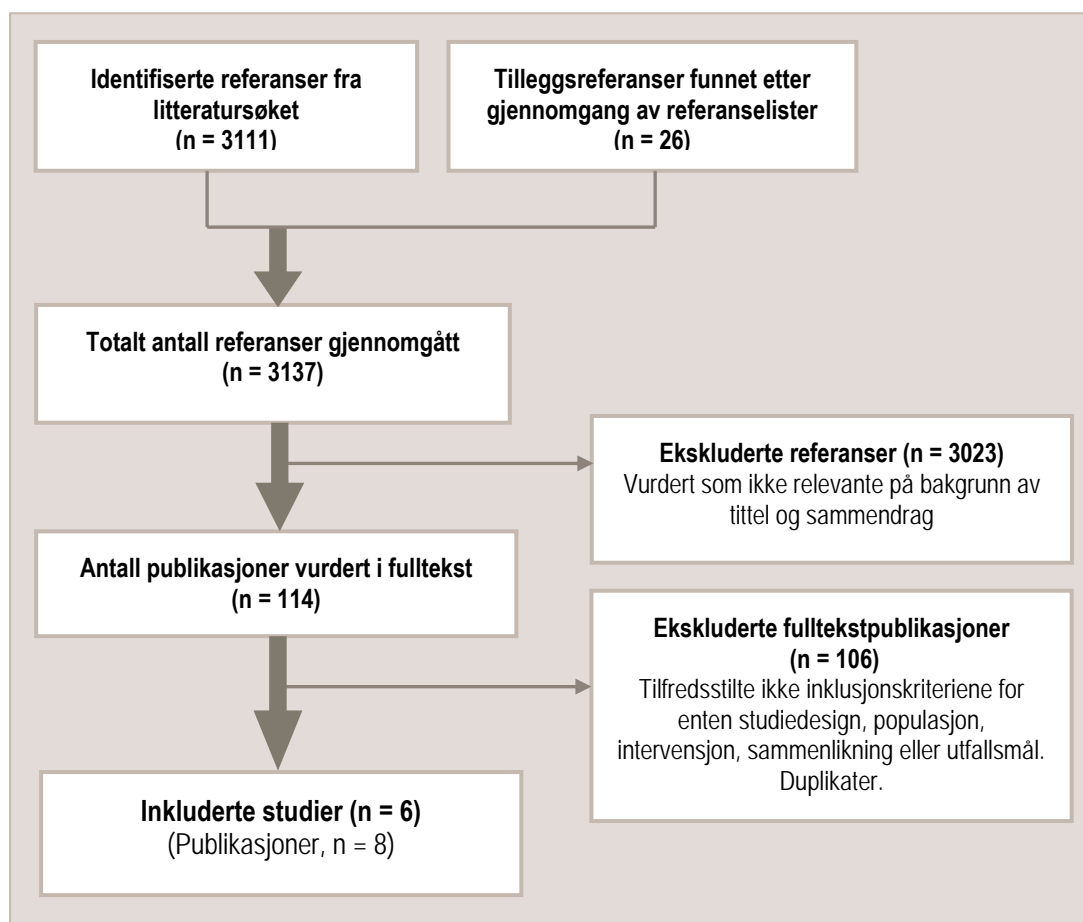 Identifiserte referanser fra
litteratursøket
(n = 3111)
Tilleggsreferanser funnet etter
gjennomgang av referanselister
(n = 26)
Totalt antall referanser gjennomgått
(n = 3137)
Ekskluderte referanser (n = 3023)
Vurdert som ikke relevante på bakgrunn av
tittel og sammendrag
Antall publikasjoner vurdert i fulltekst
(n = 114)
Ekskluderte fulltekstpublikasjoner
(n = 106)
Tilfredsstilte ikke inklusjonskriteriene for
enten studiedesign, populasjon,
intervensjon, sammenlikning eller utfallsmål.
Duplikater.
Inkluderte studier (n = 6)
(Publikasjoner, n = 8)